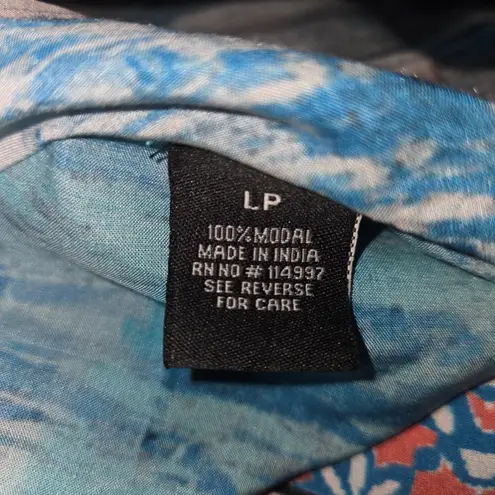 LP
100% MODAL
MADE IN INDIA
RN NO # 114997
SEE REVERSE
FOR CARE